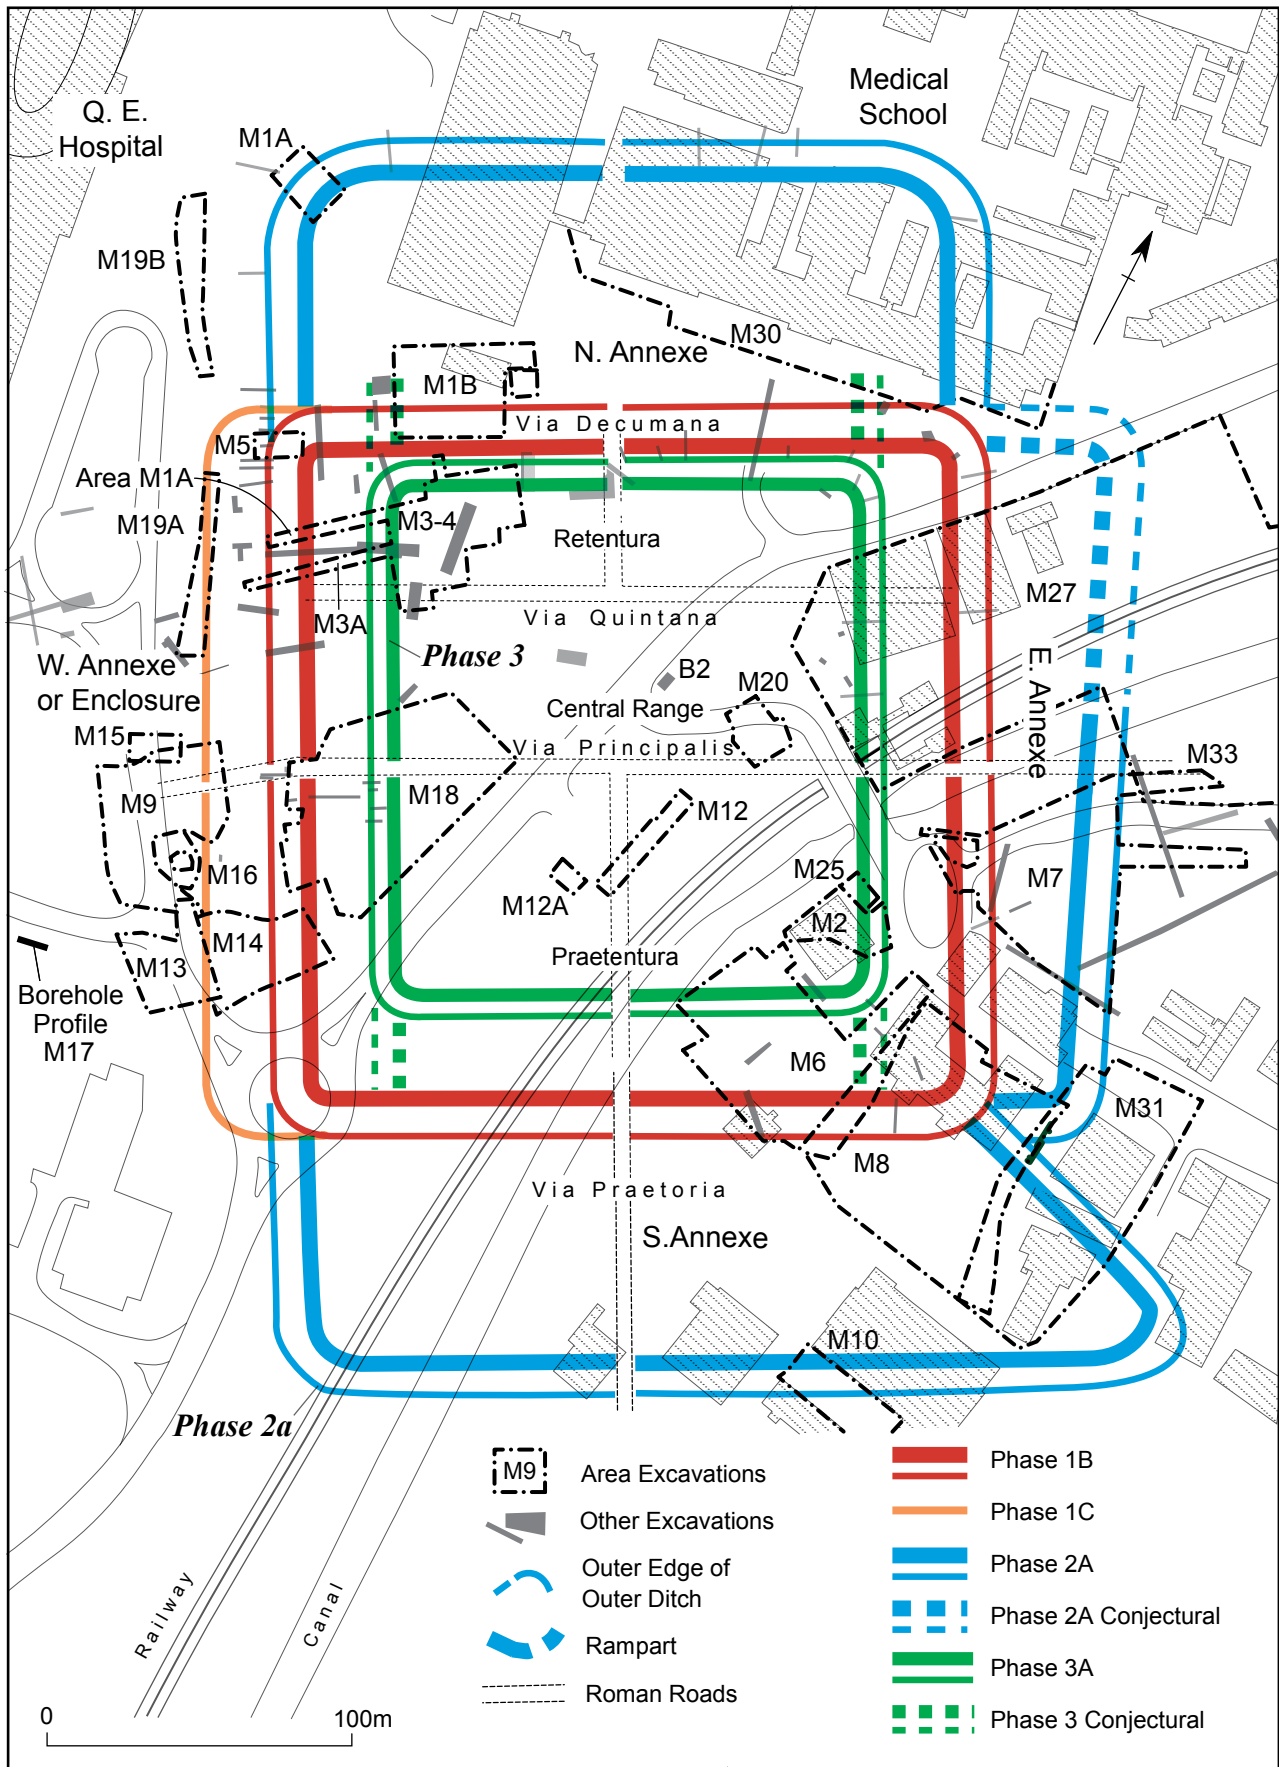 Q. E.
Hospital
M1A
Medical
School
M19B
M30
N. Annexe
M1B
Via Decumana
M5
Area M1A
M19A
M3-4
Retentura
M27
M3A
Via Quintana
Phase 3
W. Annexe
or Enclosure
B2
M20
E. Annexe
Central Range
M15
Via Principalis
M33
M9
M18
M12
M16
M12A
M25
M7
M2
M14
M13
Praetentura
Borehole
Profile
M17
M6
M31
M8
Via Praetoria
S.Annexe
M10
Phase 2a
M9
Area Excavations
Other Excavations
Outer Edge of
Outer Ditch
Rampart
Roman Roads
Phase 1B
Phase 1C
Phase 2A
Phase 2A Conjectural
Phase 3A
Phase 3 Conjectural
Railway
Canal
0
100m